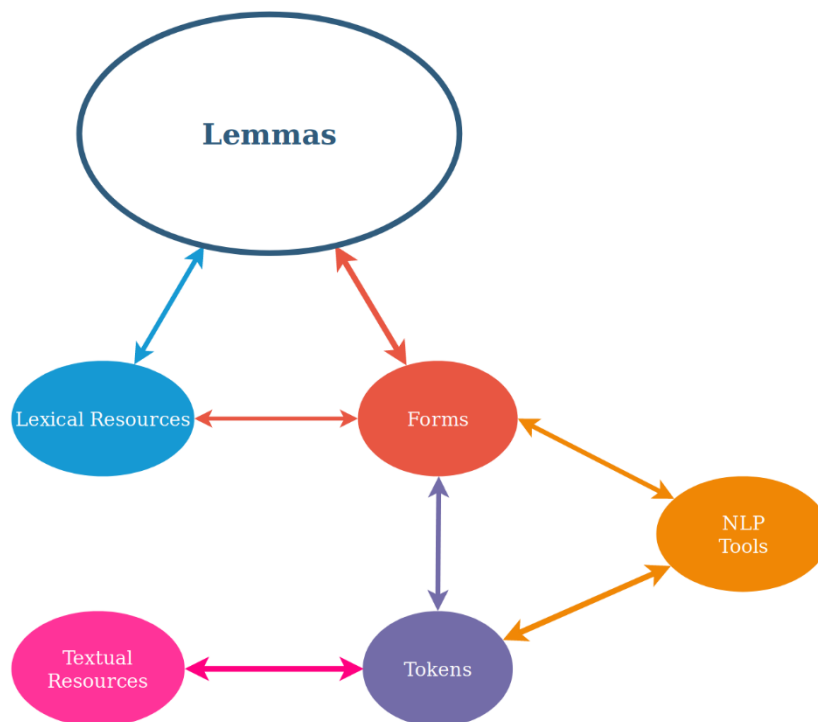 Lemmas
Lexical Resources
Forms
NLP
Tools
Textual
Resources
Tokens